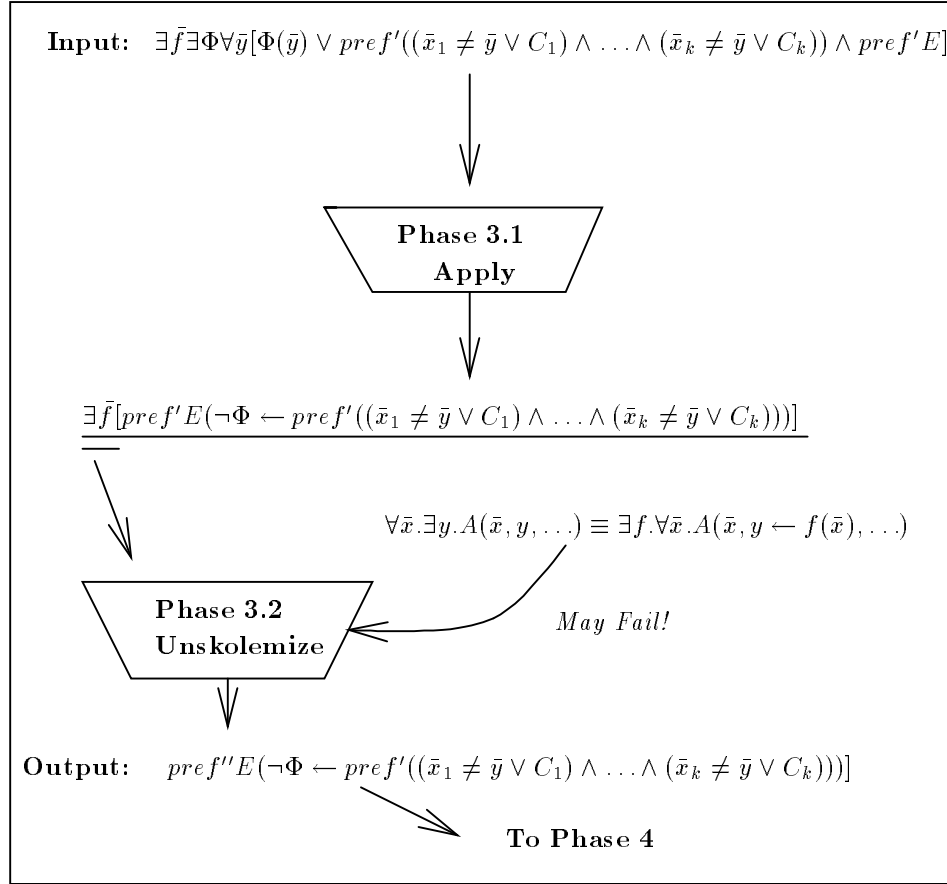 Input: ∃f̄∃Φ∀ȳ[Φ(ȳ) ∨ pref′((x̄₁ ≠ ȳ ∨ C₁) ∧ … ∧ (x̄ₖ ≠ ȳ ∨ Cₖ)) ∧ pref′E]
Phase 3.1
Apply
∃f̄[pref′E(¬Φ ← pref′((x̄₁ ≠ ȳ ∨ C₁) ∧ … ∧ (x̄ₖ ≠ ȳ ∨ Cₖ)))]
∀x̄.∃y.A(x̄, y, …) ≡ ∃f.∀x̄.A(x̄, y ← f(x̄), …)
Phase 3.2
Unskolemize
May Fail!
Output: pref″E(¬Φ ← pref′((x̄₁ ≠ ȳ ∨ C₁) ∧ … ∧ (x̄ₖ ≠ ȳ ∨ Cₖ)))]
To Phase 4